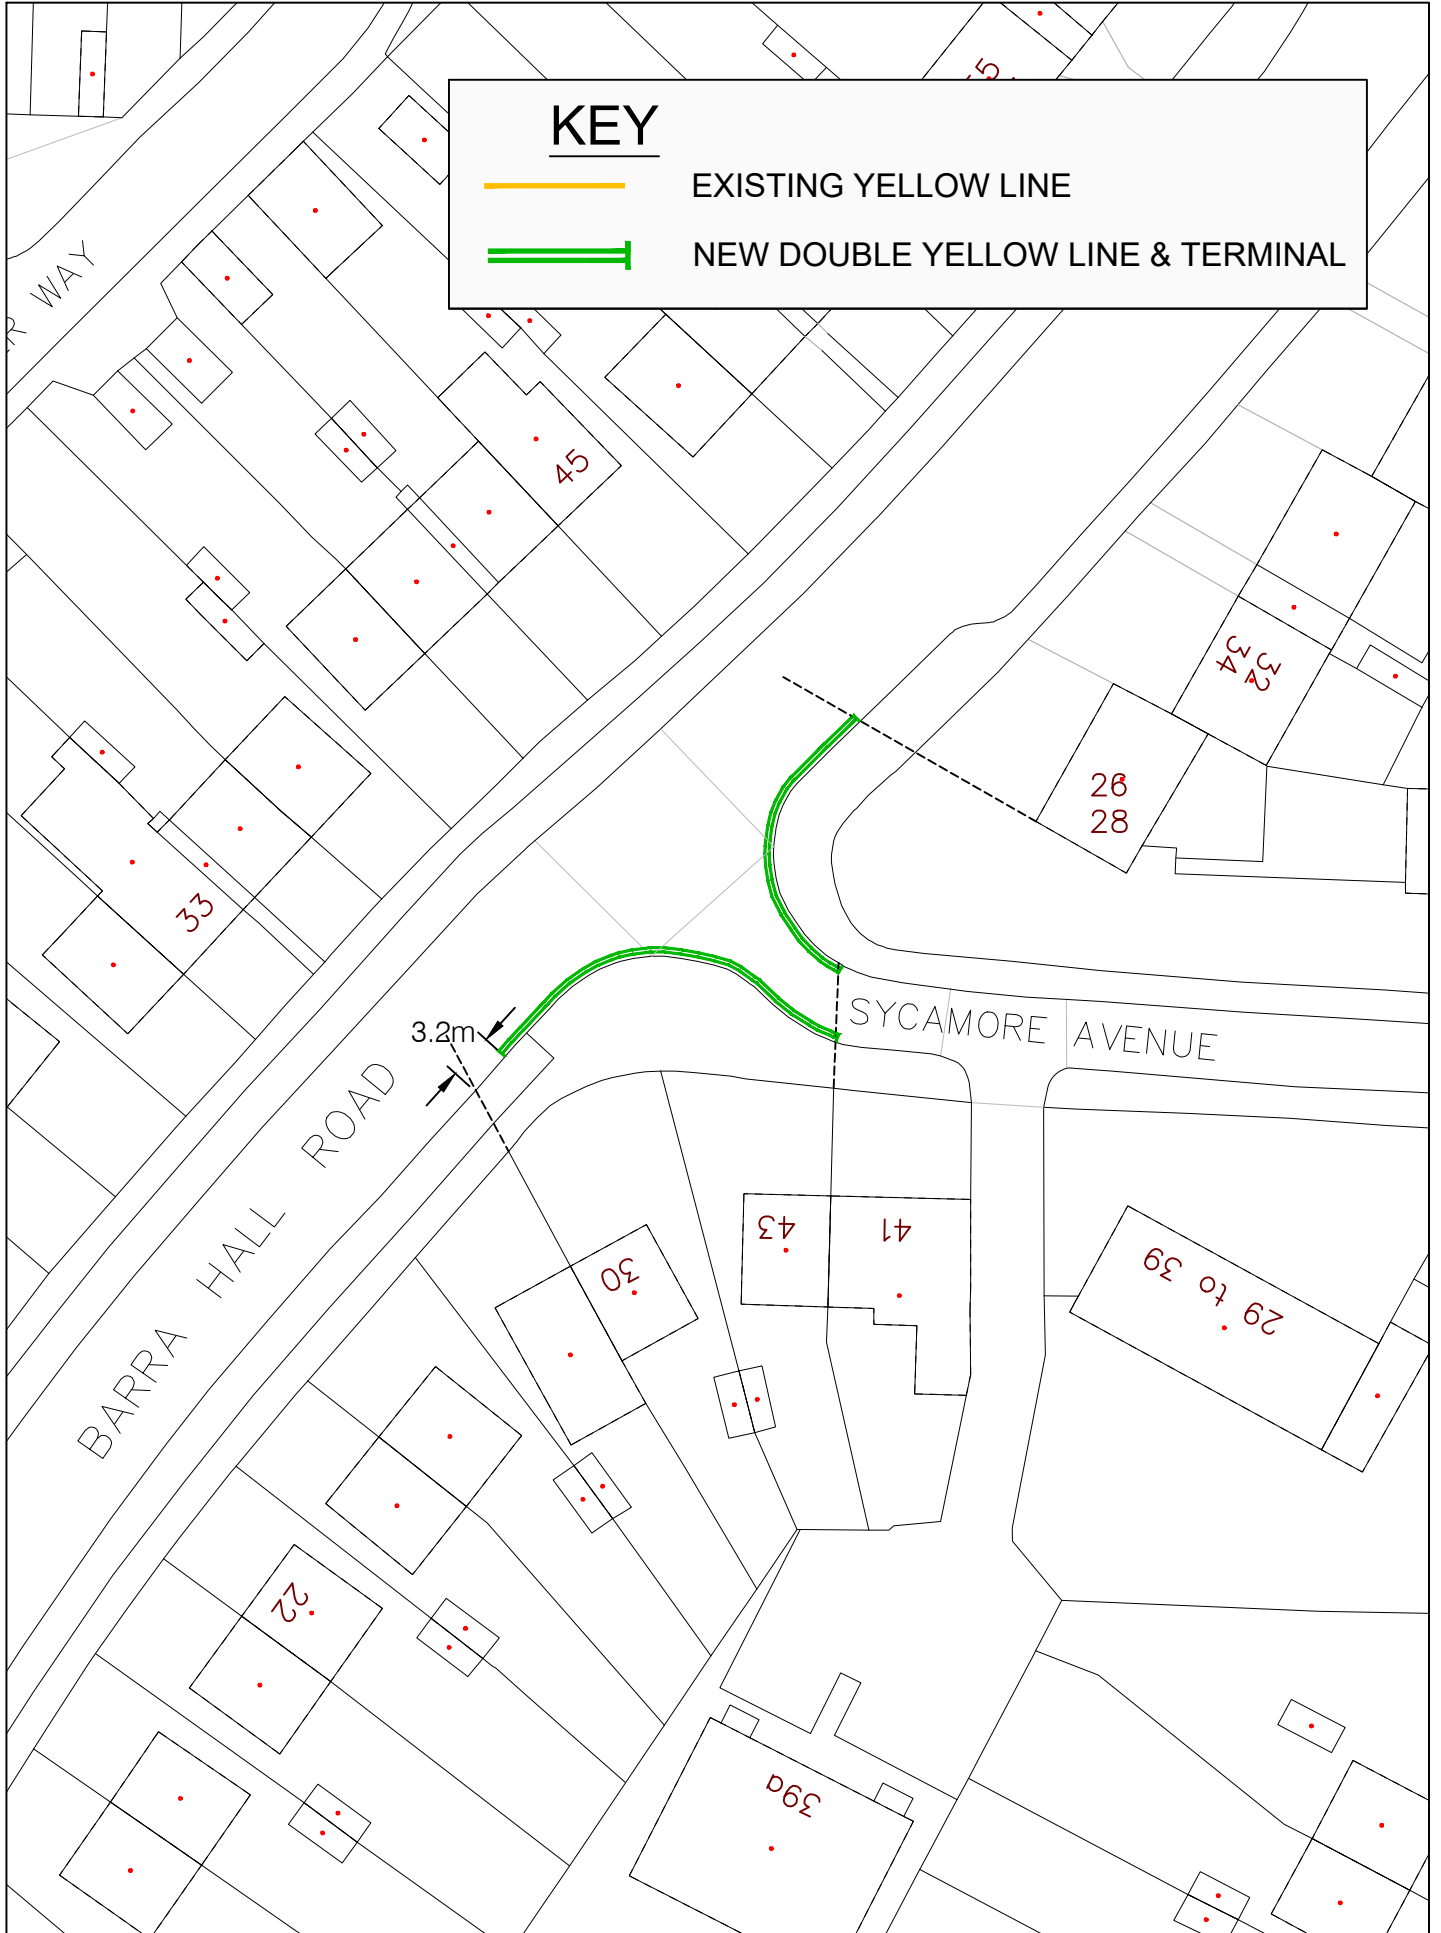 KEY
EXISTING YELLOW LINE
NEW DOUBLE YELLOW LINE & TERMINAL
WAY
45
32
34
26
28
33
SYCAMORE AVENUE
3.2m
BARRA HALL ROAD
43
41
30
29 to 39
22
39a